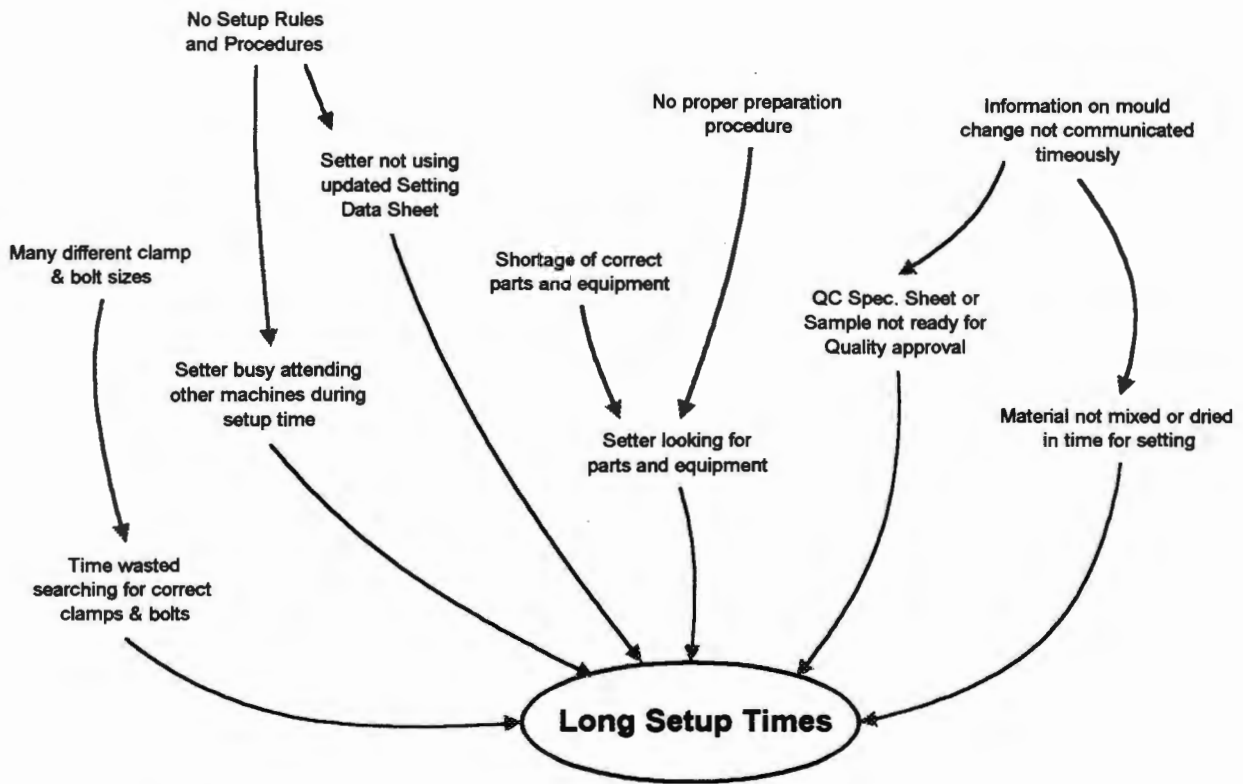 No Setup Rules
and Procedures
No proper preparation
procedure
Information on mould
change not communicated
timeously
Setter not using
updated Setting
Data Sheet
Many different clamp
& bolt sizes
Shortage of correct
parts and equipment
QC Spec. Sheet or
Sample not ready for
Quality approval
Setter busy attending
other machines during
setup time
Setter looking for
parts and equipment
Material not mixed or dried
in time for setting
Time wasted
searching for correct
clamps & bolts
Long Setup Times